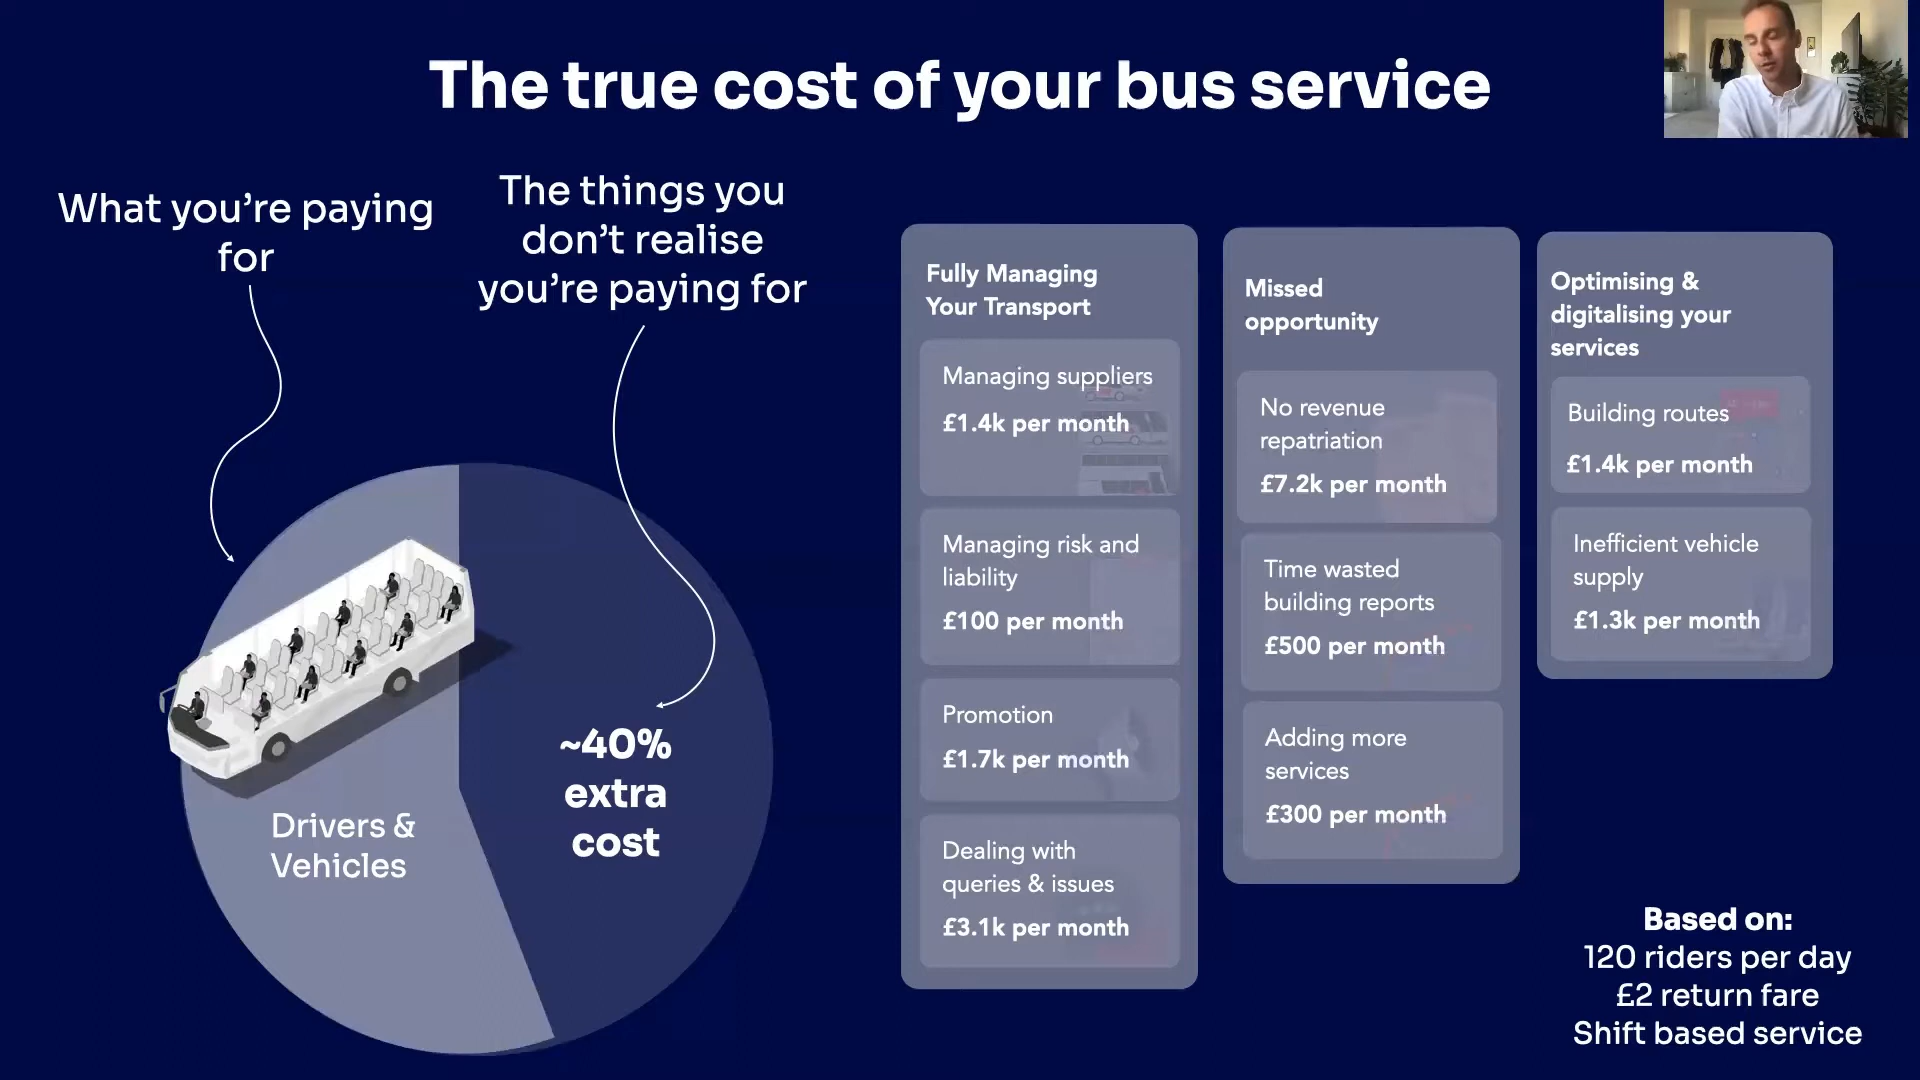 The true cost of your bus service
What you're paying
for
The things you
don't realise
you're paying for
~40%
extra
cost
Drivers &
Vehicles
Fully Managing
Your Transport
Managing suppliers
£1.4k per month
Managing risk and
liability
£100 per month
Promotion
£1.7k per month
Dealing with
queries & issues
£3.1k per month
Missed
opportunity
No revenue
repatriation
£7.2k per month
Time wasted
building reports
£500 per month
Adding more
services
£300 per month
Optimising &
digitalising your
services
Building routes
£1.4k per month
Inefficient vehicle
supply
£1.3k per month
Based on:
120 riders per day
£2 return fare
Shift based service